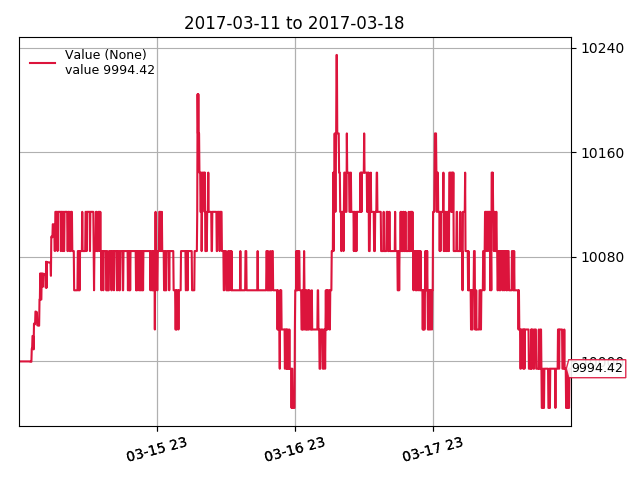 2017-03-11 to 2017-03-18
Value (None)
value 9994.42
10240
10160
10080
10000
9994.42
03-15 23
03-16 23
03-17 23